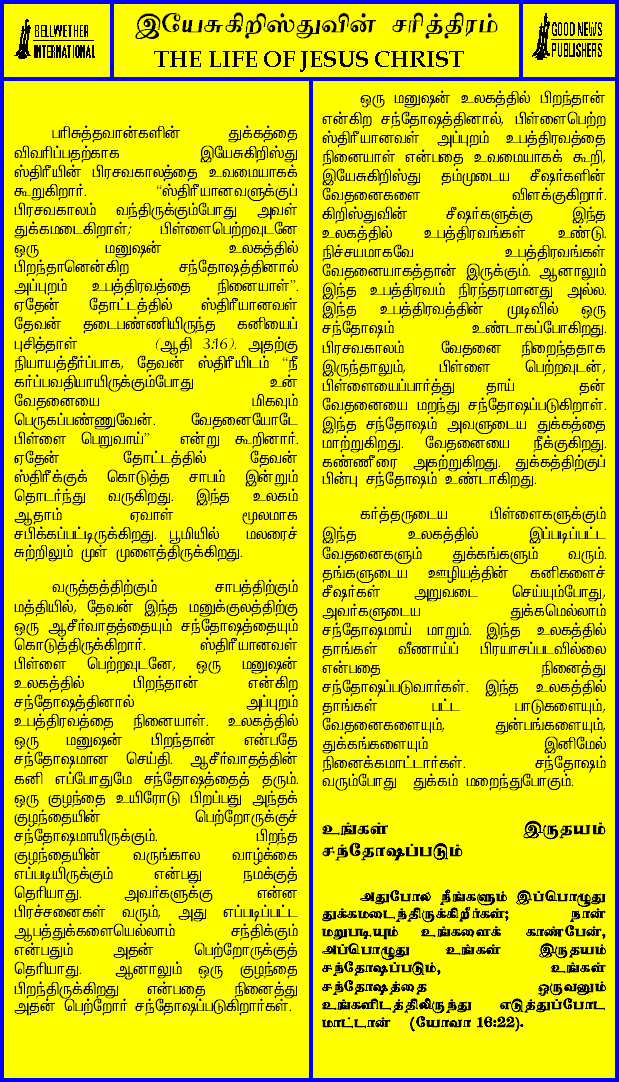 BELLWETHER
INTERNATIONAL
இயேசுகிறிஸ்துவின் சரித்திரம்
THE LIFE OF JESUS CHRIST
GOOD NEWS
PUBLISHERS
பரிசுத்தவான்களின் துக்கத்தை
விவரிப்பதற்காக இயேசுகிறிஸ்து
ஸ்திரீயின் பிரசவகாலத்தை உவமையாகக்
கூறுகிறார். “ஸ்திரீயானவளுக்குப்
பிரசவகாலம் வந்திருக்கும்போது அவள்
துக்கமடைகிறாள்; பிள்ளைபெற்றவுடனே
ஒரு மனுஷன் உலகத்தில்
பிறந்தானென்கிற சந்தோஷத்தினால்
அப்புறம் உபத்திரவத்தை நினையாள்”.
ஏதேன் தோட்டத்தில் ஸ்திரீயானவள்
தேவன் தடைபண்ணியிருந்த கனியைப்
புசித்தாள் (ஆதி 3:16). அதற்கு
நியாயத்தீர்ப்பாக, தேவன் ஸ்திரீயிடம் “நீ
கர்ப்பவதியாயிருக்கும்போது உன்
வேதனையை மிகவும்
பெருகப்பண்ணுவேன். வேதனையோடே
பிள்ளை பெறுவாய்” என்று கூறினார்.
ஏதேன் தோட்டத்தில் தேவன்
ஸ்திரீக்குக் கொடுத்த சாபம் இன்றும்
தொடர்ந்து வருகிறது. இந்த உலகம்
ஆதாம் ஏவாள் மூலமாக
சபிக்கப்பட்டிருக்கிறது. பூமியில் மலரைச்
சுற்றிலும் முள் முளைத்திருக்கிறது.
வருத்தத்திற்கும் சாபத்திற்கும்
மத்தியில், தேவன் இந்த மனுக்குலத்திற்கு
ஒரு ஆசீர்வாதத்தையும் சந்தோஷத்தையும்
கொடுத்திருக்கிறார். ஸ்திரீயானவள்
பிள்ளை பெற்றவுடனே, ஒரு மனுஷன்
உலகத்தில் பிறந்தான் என்கிற
சந்தோஷத்தினால் அப்புறம்
உபத்திரவத்தை நினையாள். உலகத்தில்
ஒரு மனுஷன் பிறந்தான் என்பதே
சந்தோஷமான செய்தி. ஆசீர்வாதத்தின்
கனி எப்போதுமே சந்தோஷத்தைத் தரும்.
ஒரு குழந்தை உயிரோடு பிறப்பது அந்தக்
குழந்தையின் பெற்றோருக்குச்
சந்தோஷமாயிருக்கும். பிறந்த
குழந்தையின் வருங்கால வாழ்க்கை
எப்படியிருக்கும் என்பது நமக்குத்
தெரியாது. அவர்களுக்கு என்ன
பிரச்சனைகள் வரும், அது எப்படிப்பட்ட
ஆபத்துக்களையெல்லாம் சந்திக்கும்
என்பதும் அதன் பெற்றோருக்குத்
தெரியாது. ஆனாலும் ஒரு குழந்தை
பிறந்திருக்கிறது என்பதை நினைத்து
அதன் பெற்றோர் சந்தோஷப்படுகிறார்கள்.
ஒரு மனுஷன் உலகத்தில் பிறந்தான்
என்கிற சந்தோஷத்தினால், பிள்ளைபெற்ற
ஸ்திரீயானவள் அப்புறம் உபத்திரவத்தை
நினையாள் என்பதை உவமையாகக் கூறி,
இயேசுகிறிஸ்து தம்முடைய சீஷர்களின்
வேதனைகளை விளக்குகிறார்.
கிறிஸ்துவின் சீஷர்களுக்கு இந்த
உலகத்தில் உபத்திரவங்கள் உண்டு.
நிச்சயமாகவே உபத்திரவங்கள்
வேதனையாகத்தான் இருக்கும். ஆனாலும்
இந்த உபத்திரவம் நிரந்தரமானது அல்ல.
இந்த உபத்திரவத்தின் முடிவில் ஒரு
சந்தோஷம் உண்டாகப்போகிறது.
பிரசவகாலம் வேதனை நிறைந்ததாக
இருந்தாலும், பிள்ளை பெற்றவுடன்,
பிள்ளையைப்பார்த்து தாய் தன்
வேதனையை மறந்து சந்தோஷப்படுகிறாள்.
இந்த சந்தோஷம் அவளுடைய துக்கத்தை
மாற்றுகிறது. வேதனையை நீக்குகிறது.
கண்ணீரை அகற்றுகிறது. துக்கத்திற்குப்
பின்பு சந்தோஷம் உண்டாகிறது.
கர்த்தருடைய பிள்ளைகளுக்கும்
இந்த உலகத்தில் இப்படிப்பட்ட
வேதனைகளும் துக்கங்களும் வரும்.
தங்களுடைய ஊழியத்தின் கனிகளைச்
சீஷர்கள் அறுவடை செய்யும்போது,
அவர்களுடைய துக்கமெல்லாம்
சந்தோஷமாய் மாறும். இந்த உலகத்தில்
தாங்கள் வீணாய்ப் பிரயாசப்படவில்லை
என்பதை நினைத்து
சந்தோஷப்படுவார்கள். இந்த உலகத்தில்
தாங்கள் பட்ட பாடுகளையும்,
வேதனைகளையும், துன்பங்களையும்,
துக்கங்களையும் இனிமேல்
நினைக்கமாட்டார்கள். சந்தோஷம்
வரும்போது துக்கம் மறைந்துபோகும்.
உங்கள் இருதயம்
சந்தோஷப்படும்
அதுபோல நீங்களும் இப்பொழுது
துக்கமடைந்திருக்கிறீர்கள்; நான்
மறுபடியும் உங்களைக் காண்பேன்,
அப்பொழுது உங்கள் இருதயம்
சந்தோஷப்படும், உங்கள்
சந்தோஷத்தை ஒருவனும்
உங்களிடத்திலிருந்து எடுத்துப்போட
மாட்டான் (யோவா 16:22).